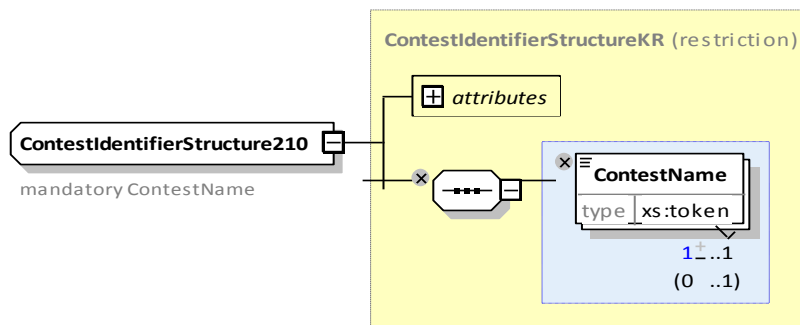 ContestIdentifierStructureKR (restriction)
attributes
ContestIdentifierStructure210
mandatory ContestName
ContestName
type xs:token
1±..1
(0 ..1)